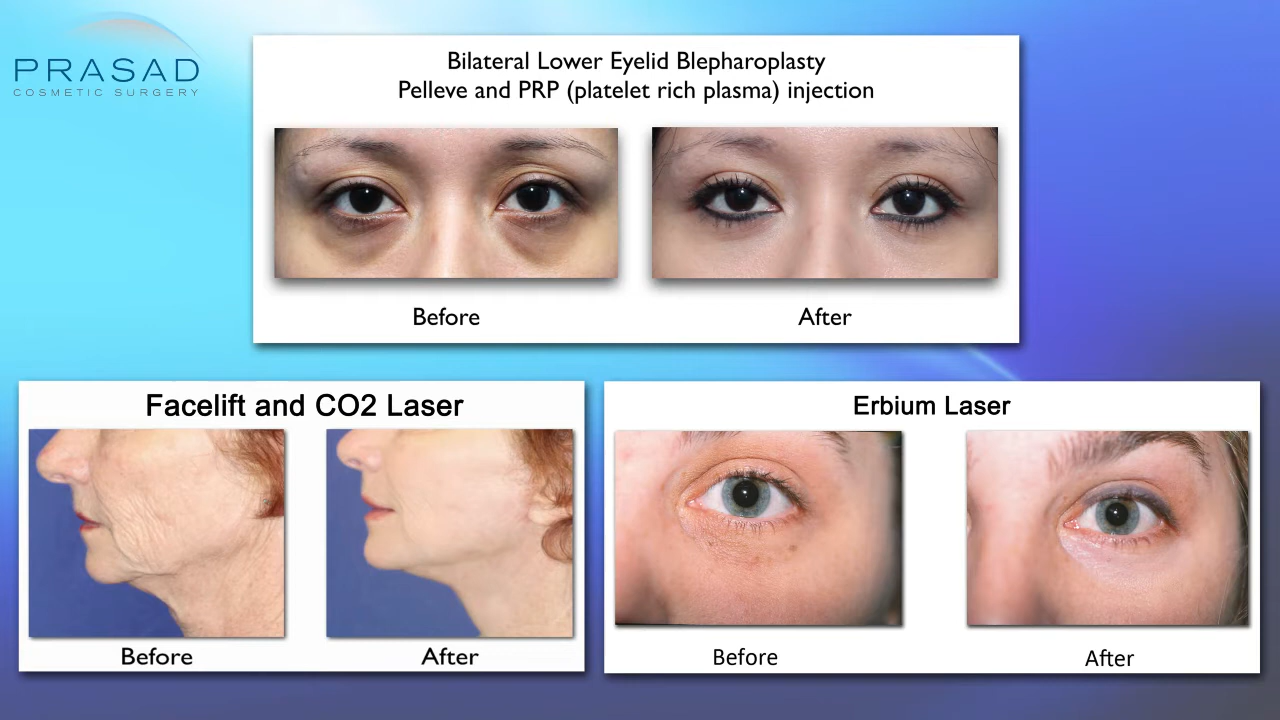 PRASAD
COSMETIC SURGERY
Bilateral Lower Eyelid Blepharoplasty
Pelleve and PRP (platelet rich plasma) injection
Before
After
Facelift and CO2 Laser
Before
After
Erbium Laser
Before
After